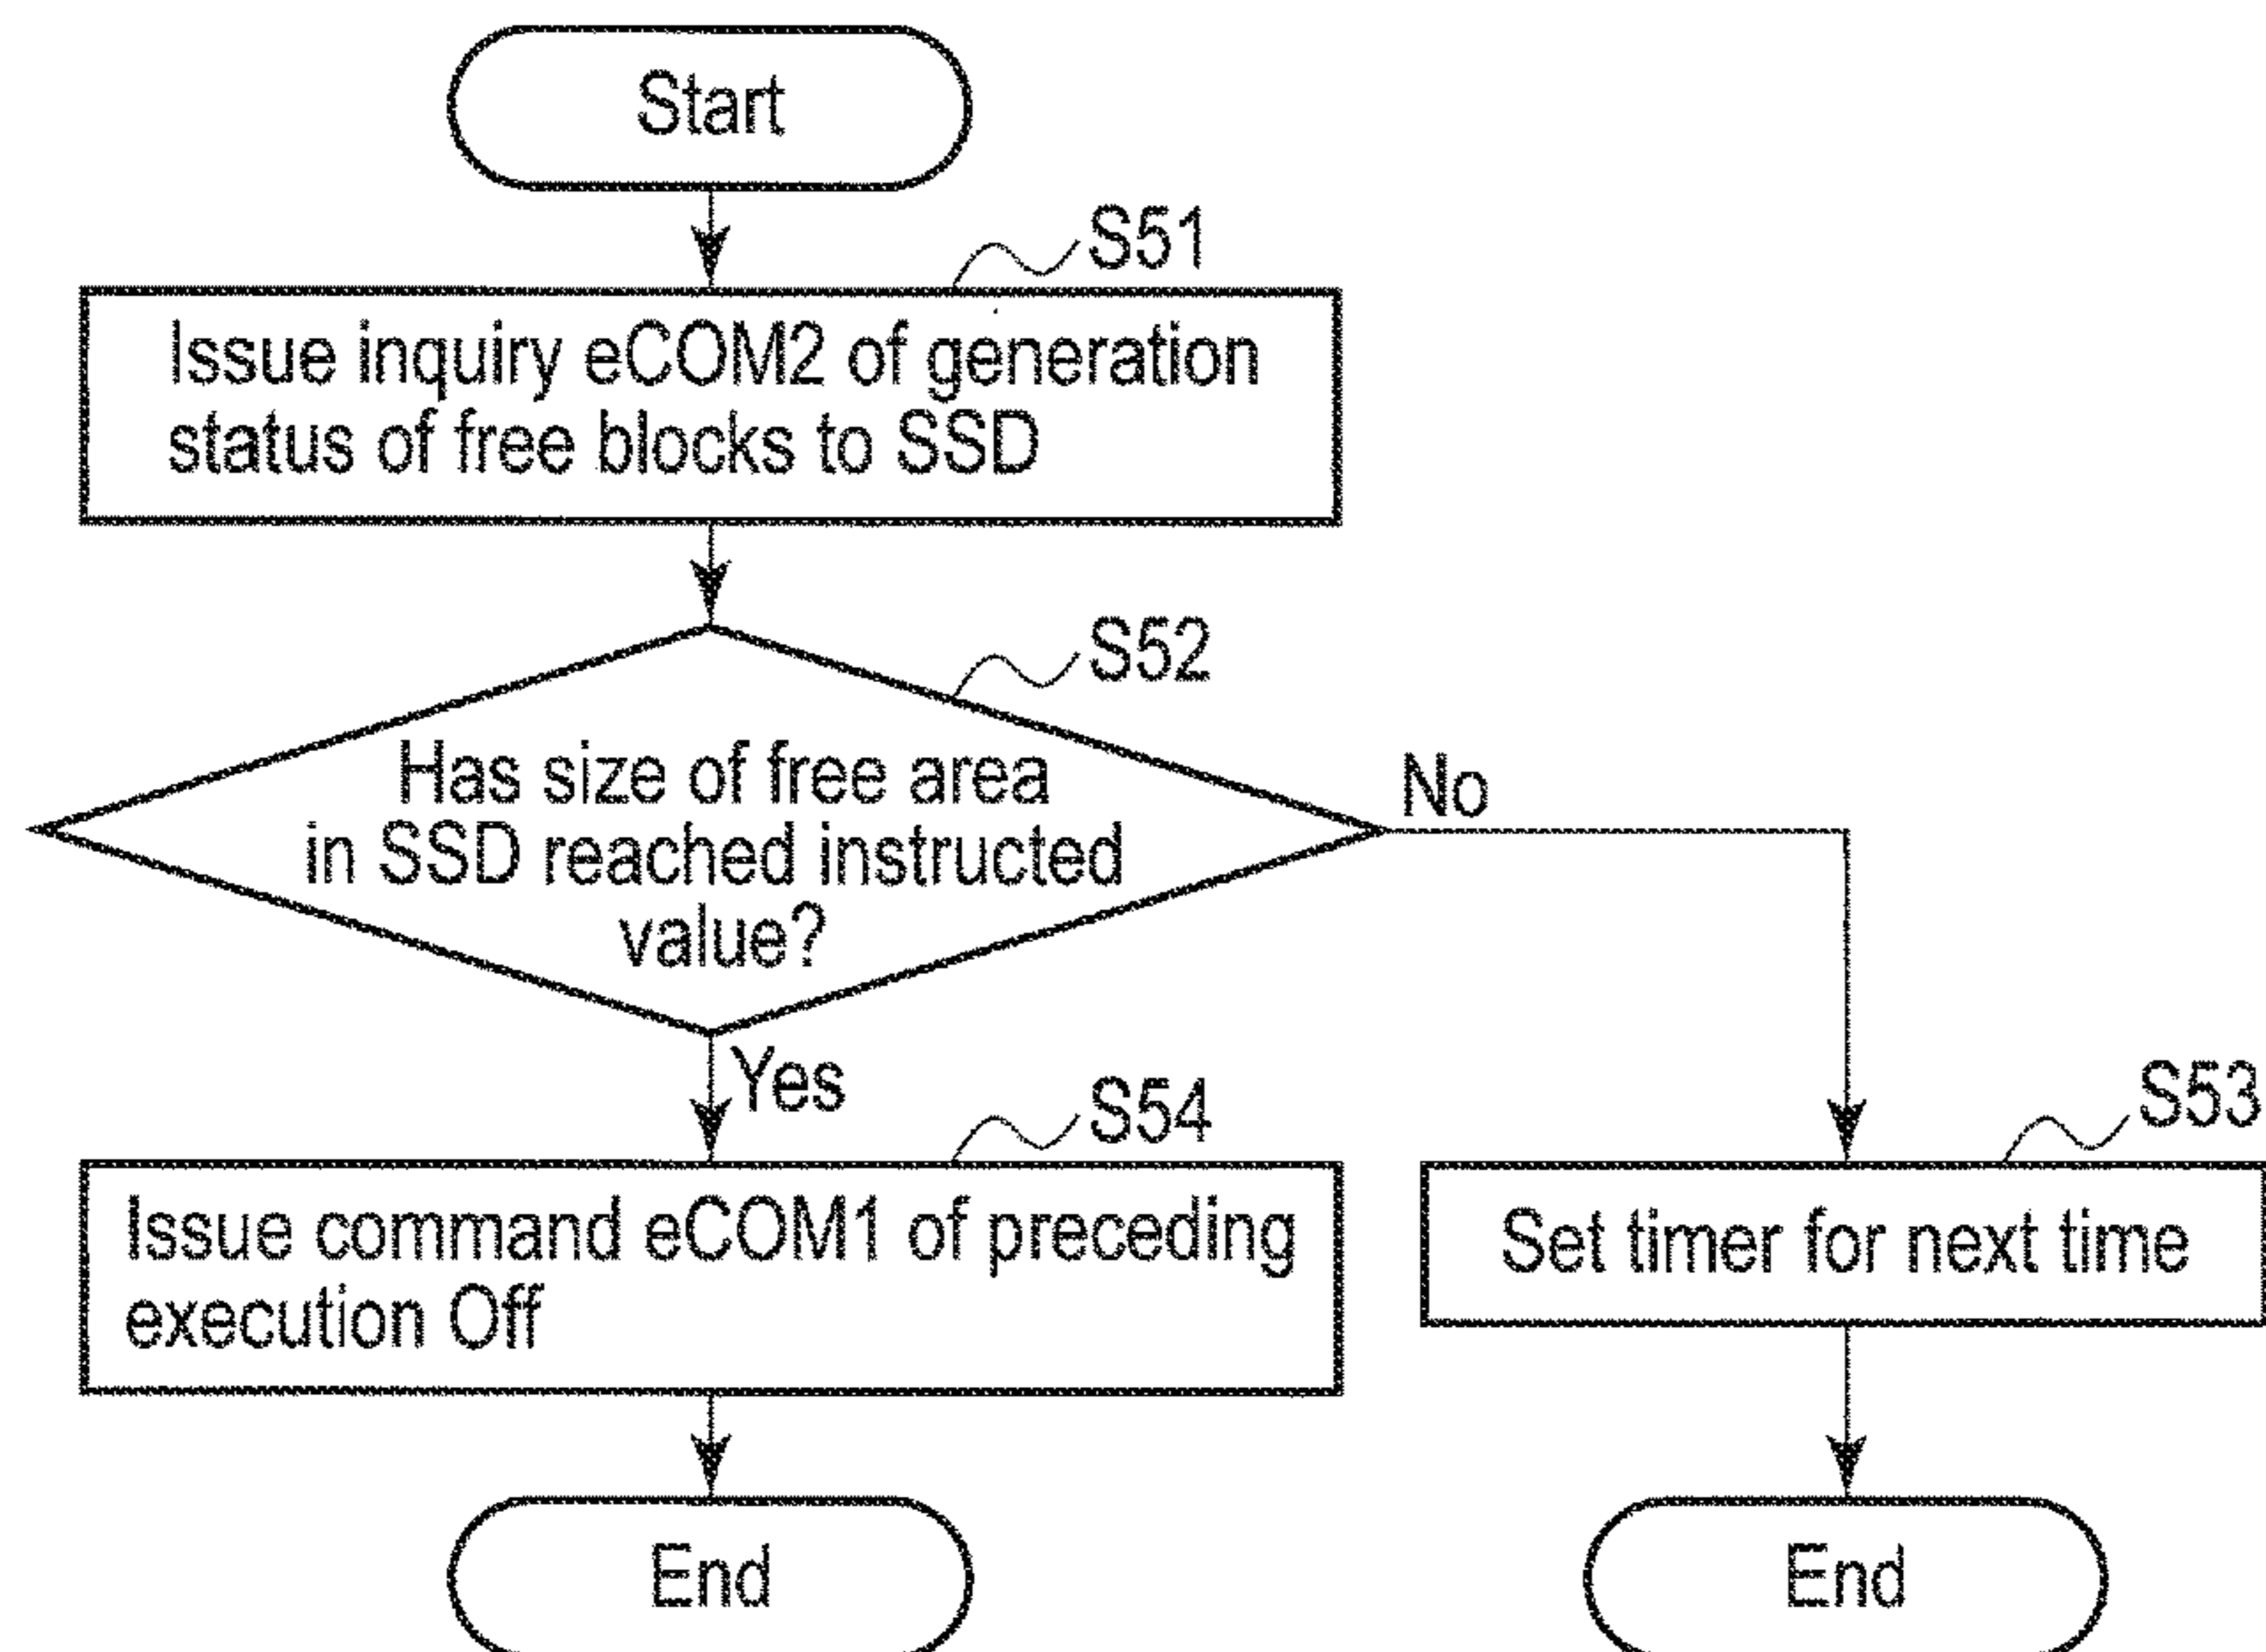 Start
S51
Issue inquiry eCOM2 of generation
status of free blocks to SSD
S52
Has size of free area
in SSD reached instructed
value?
No
Yes
S54
Issue command eCOM1 of preceding
execution Off
S53
Set timer for next time
End
End